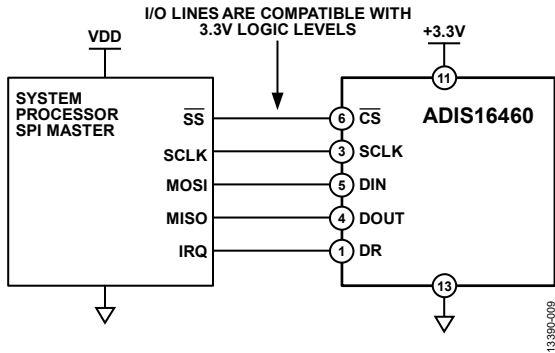 I/O LINES ARE COMPATIBLE WITH
3.3V LOGIC LEVELS
VDD
+3.3V
SYSTEM
PROCESSOR
SPI MASTER
ADIS16460
11
SS
6
CS
SCLK
3
SCLK
MOSI
5
DIN
MISO
4
DOUT
IRQ
1
DR
13
13390-009